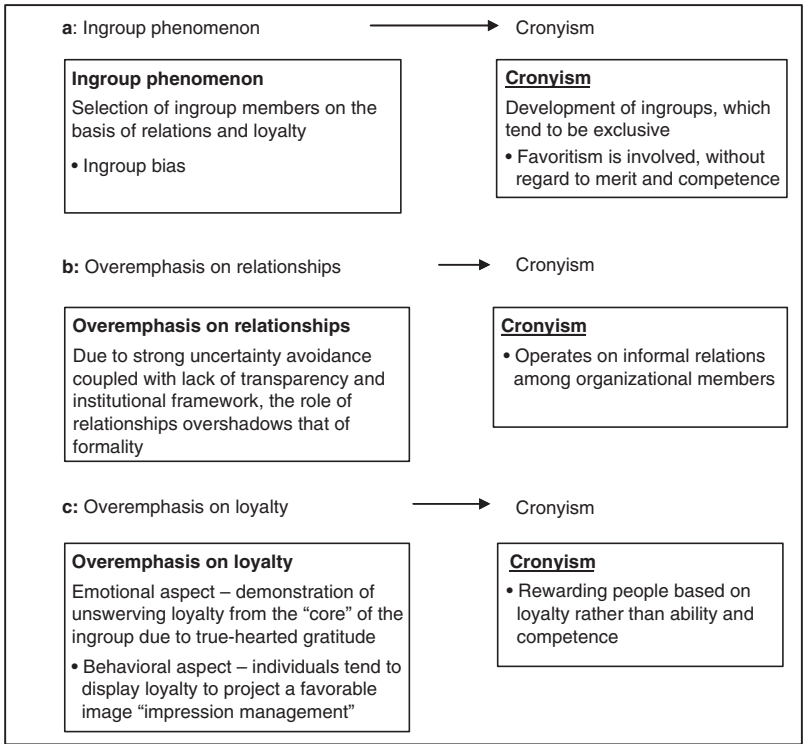 a: Ingroup phenomenon
Cronyism
Ingroup phenomenon
Selection of ingroup members on the
basis of relations and loyalty
• Ingroup bias
Cronyism
Development of ingroups, which
tend to be exclusive
• Favoritism is involved, without
regard to merit and competence
b: Overemphasis on relationships
Cronyism
Overemphasis on relationships
Due to strong uncertainty avoidance
coupled with lack of transparency and
institutional framework, the role of
relationships overshadows that of
formality
Cronyism
• Operates on informal relations
among organizational members
c: Overemphasis on loyalty
Cronyism
Overemphasis on loyalty
Emotional aspect – demonstration of
unswerving loyalty from the “core” of the
ingroup due to true-hearted gratitude
• Behavioral aspect – individuals tend to
display loyalty to project a favorable
image “impression management”
Cronyism
• Rewarding people based on
loyalty rather than ability and
competence